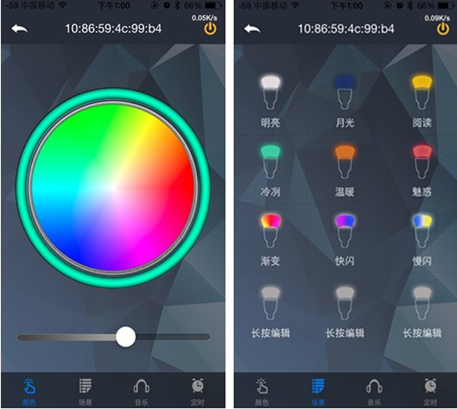 -59 中国移动 下午1:00 66%
0.05K/s
10:86:59:4c:99:b4
颜色 场景 音乐 定时
-59 中国移动 下午1:00 66%
0.09K/s
10:86:59:4c:99:b4
明亮 月光 阅读
冷冽 温暖 魅惑
渐变 快闪 慢闪
长按编辑 长按编辑 长按编辑
颜色 场景 音乐 定时